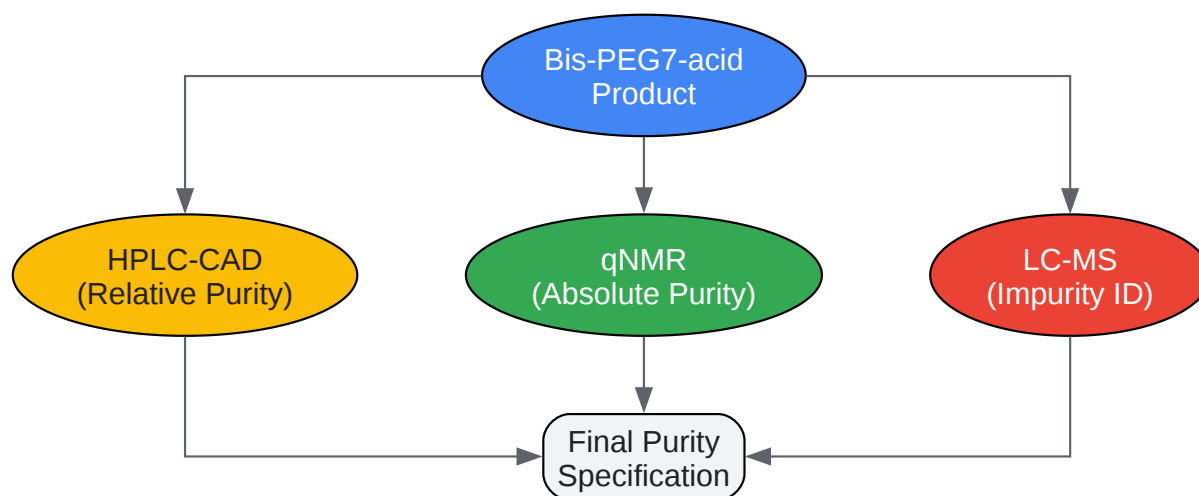 Bis-PEG7-acid
Product
HPLC-CAD
(Relative Purity)
qNMR
(Absolute Purity)
LC-MS
(Impurity ID)
Final Purity
Specification